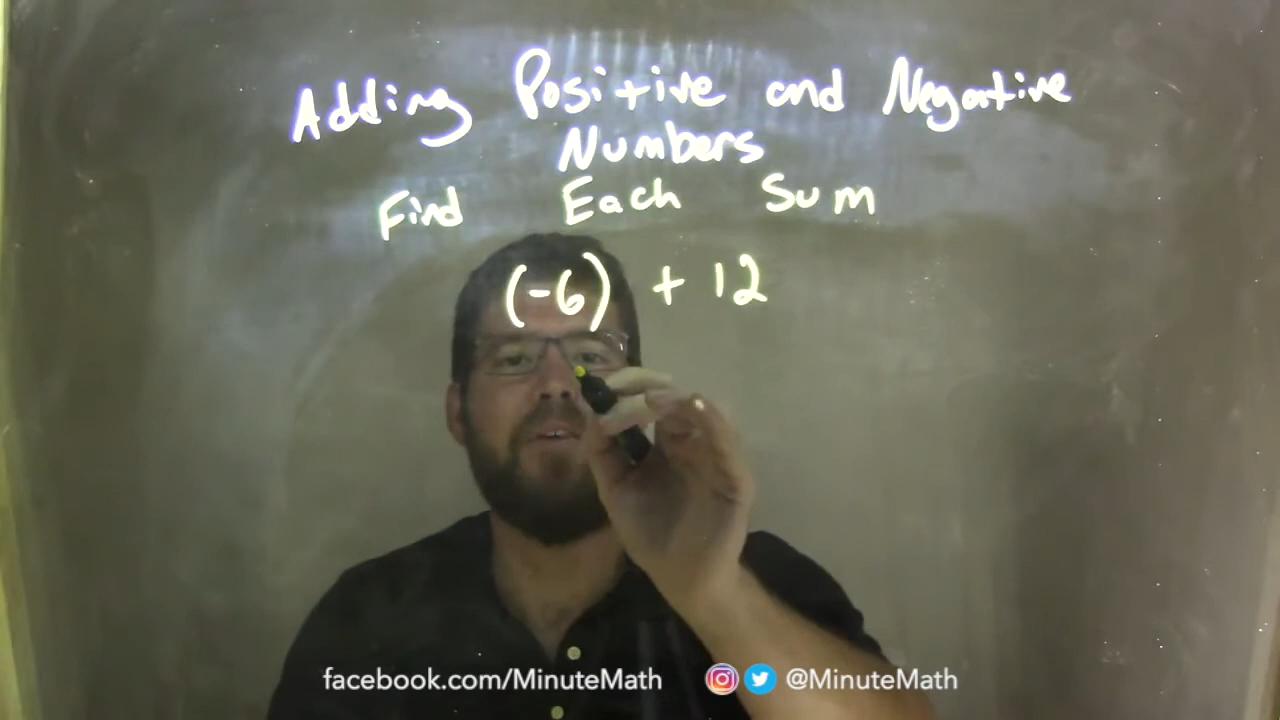 Adding Positive and Negative
Numbers
Find Each Sum
(-6) + 12
facebook.com/MinuteMath @MinuteMath